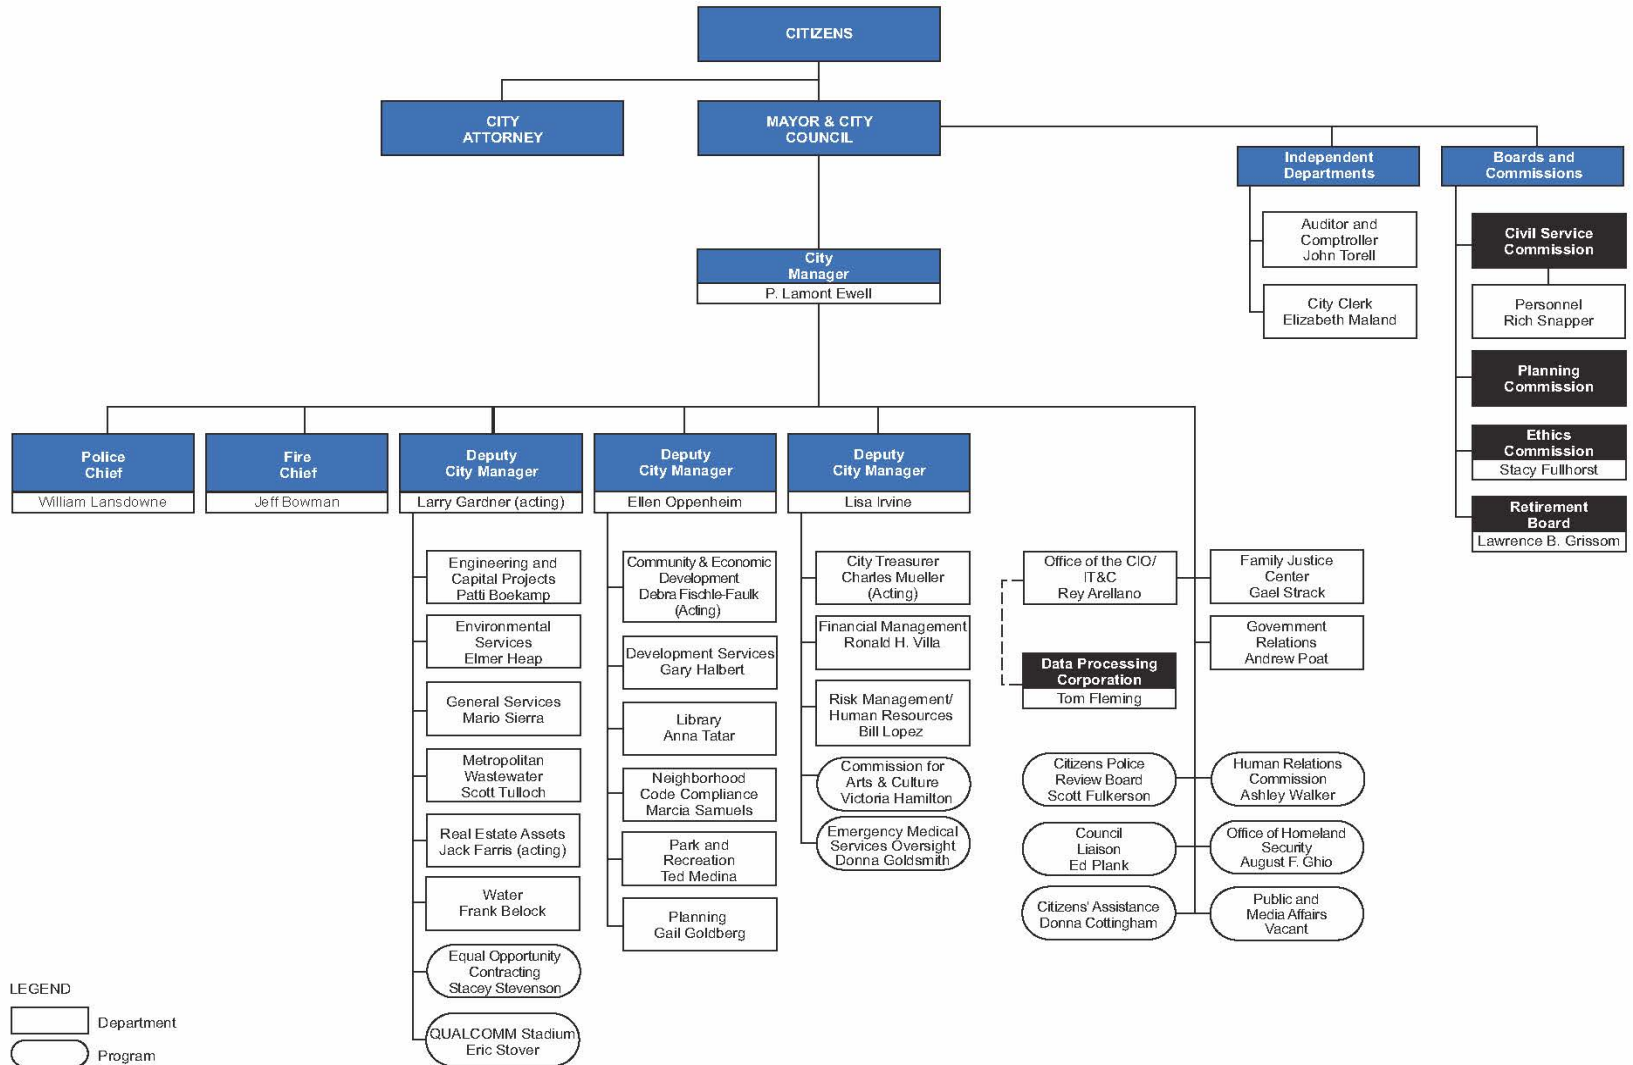 CITIZENS
CITY
ATTORNEY
MAYOR & CITY
COUNCIL
Independent
Departments
Boards and
Commissions
Auditor and
Comptroller
John Torell
City Clerk
Elizabeth Maland
Civil Service
Commission
Personnel
Rich Snapper
Planning
Commission
Ethics
Commission
Stacy Fullhorst
Retirement
Board
Lawrence B. Grissom
City
Manager
P. Lamont Ewell
Police
Chief
William Lansdowne
Fire
Chief
Jeff Bowman
Deputy
City Manager
Larry Gardner (acting)
Engineering and
Capital Projects
Patti Boekamp
Environmental
Services
Elmer Heap
General Services
Mario Sierra
Metropolitan
Wastewater
Scott Tulloch
Real Estate Assets
Jack Farris (acting)
Water
Frank Belock
Equal Opportunity
Contracting
Stacey Stevenson
QUALCOMM Stadium
Eric Stover
Deputy
City Manager
Ellen Oppenheim
Community & Economic
Development
Debra Fischle-Faulk
(Acting)
Development Services
Gary Halbert
Library
Anna Tatar
Neighborhood
Code Compliance
Marcia Samuels
Park and
Recreation
Ted Medina
Planning
Gail Goldberg
Deputy
City Manager
Lisa Irvine
City Treasurer
Charles Mueller
(Acting)
Financial Management
Ronald H. Villa
Risk Management/
Human Resources
Bill Lopez
Commission for
Arts & Culture
Victoria Hamilton
Emergency Medical
Services Oversight
Donna Goldsmith
Office of the CIO/
IT&C
Rey Arellano
Data Processing
Corporation
Tom Fleming
Family Justice
Center
Gael Strack
Government
Relations
Andrew Poat
Citizens Police
Review Board
Scott Fulkerson
Human Relations
Commission
Ashley Walker
Council
Liaison
Ed Plank
Office of Homeland
Security
August F. Ghio
Citizens' Assistance
Donna Cottingham
Public and
Media Affairs
Vacant
LEGEND
Department
Program